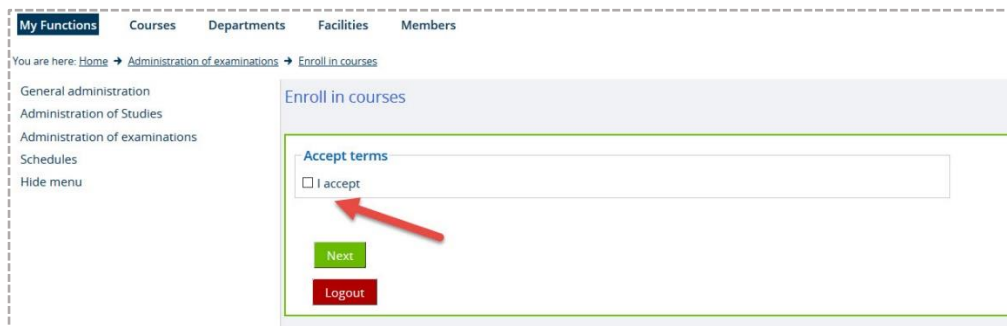 My Functions Courses Departments Facilities Members
You are here: Home → Administration of examinations → Enroll in courses
General administration
Administration of Studies
Administration of examinations
Schedules
Hide menu
Enroll in courses
Accept terms
I accept
Next
Logout